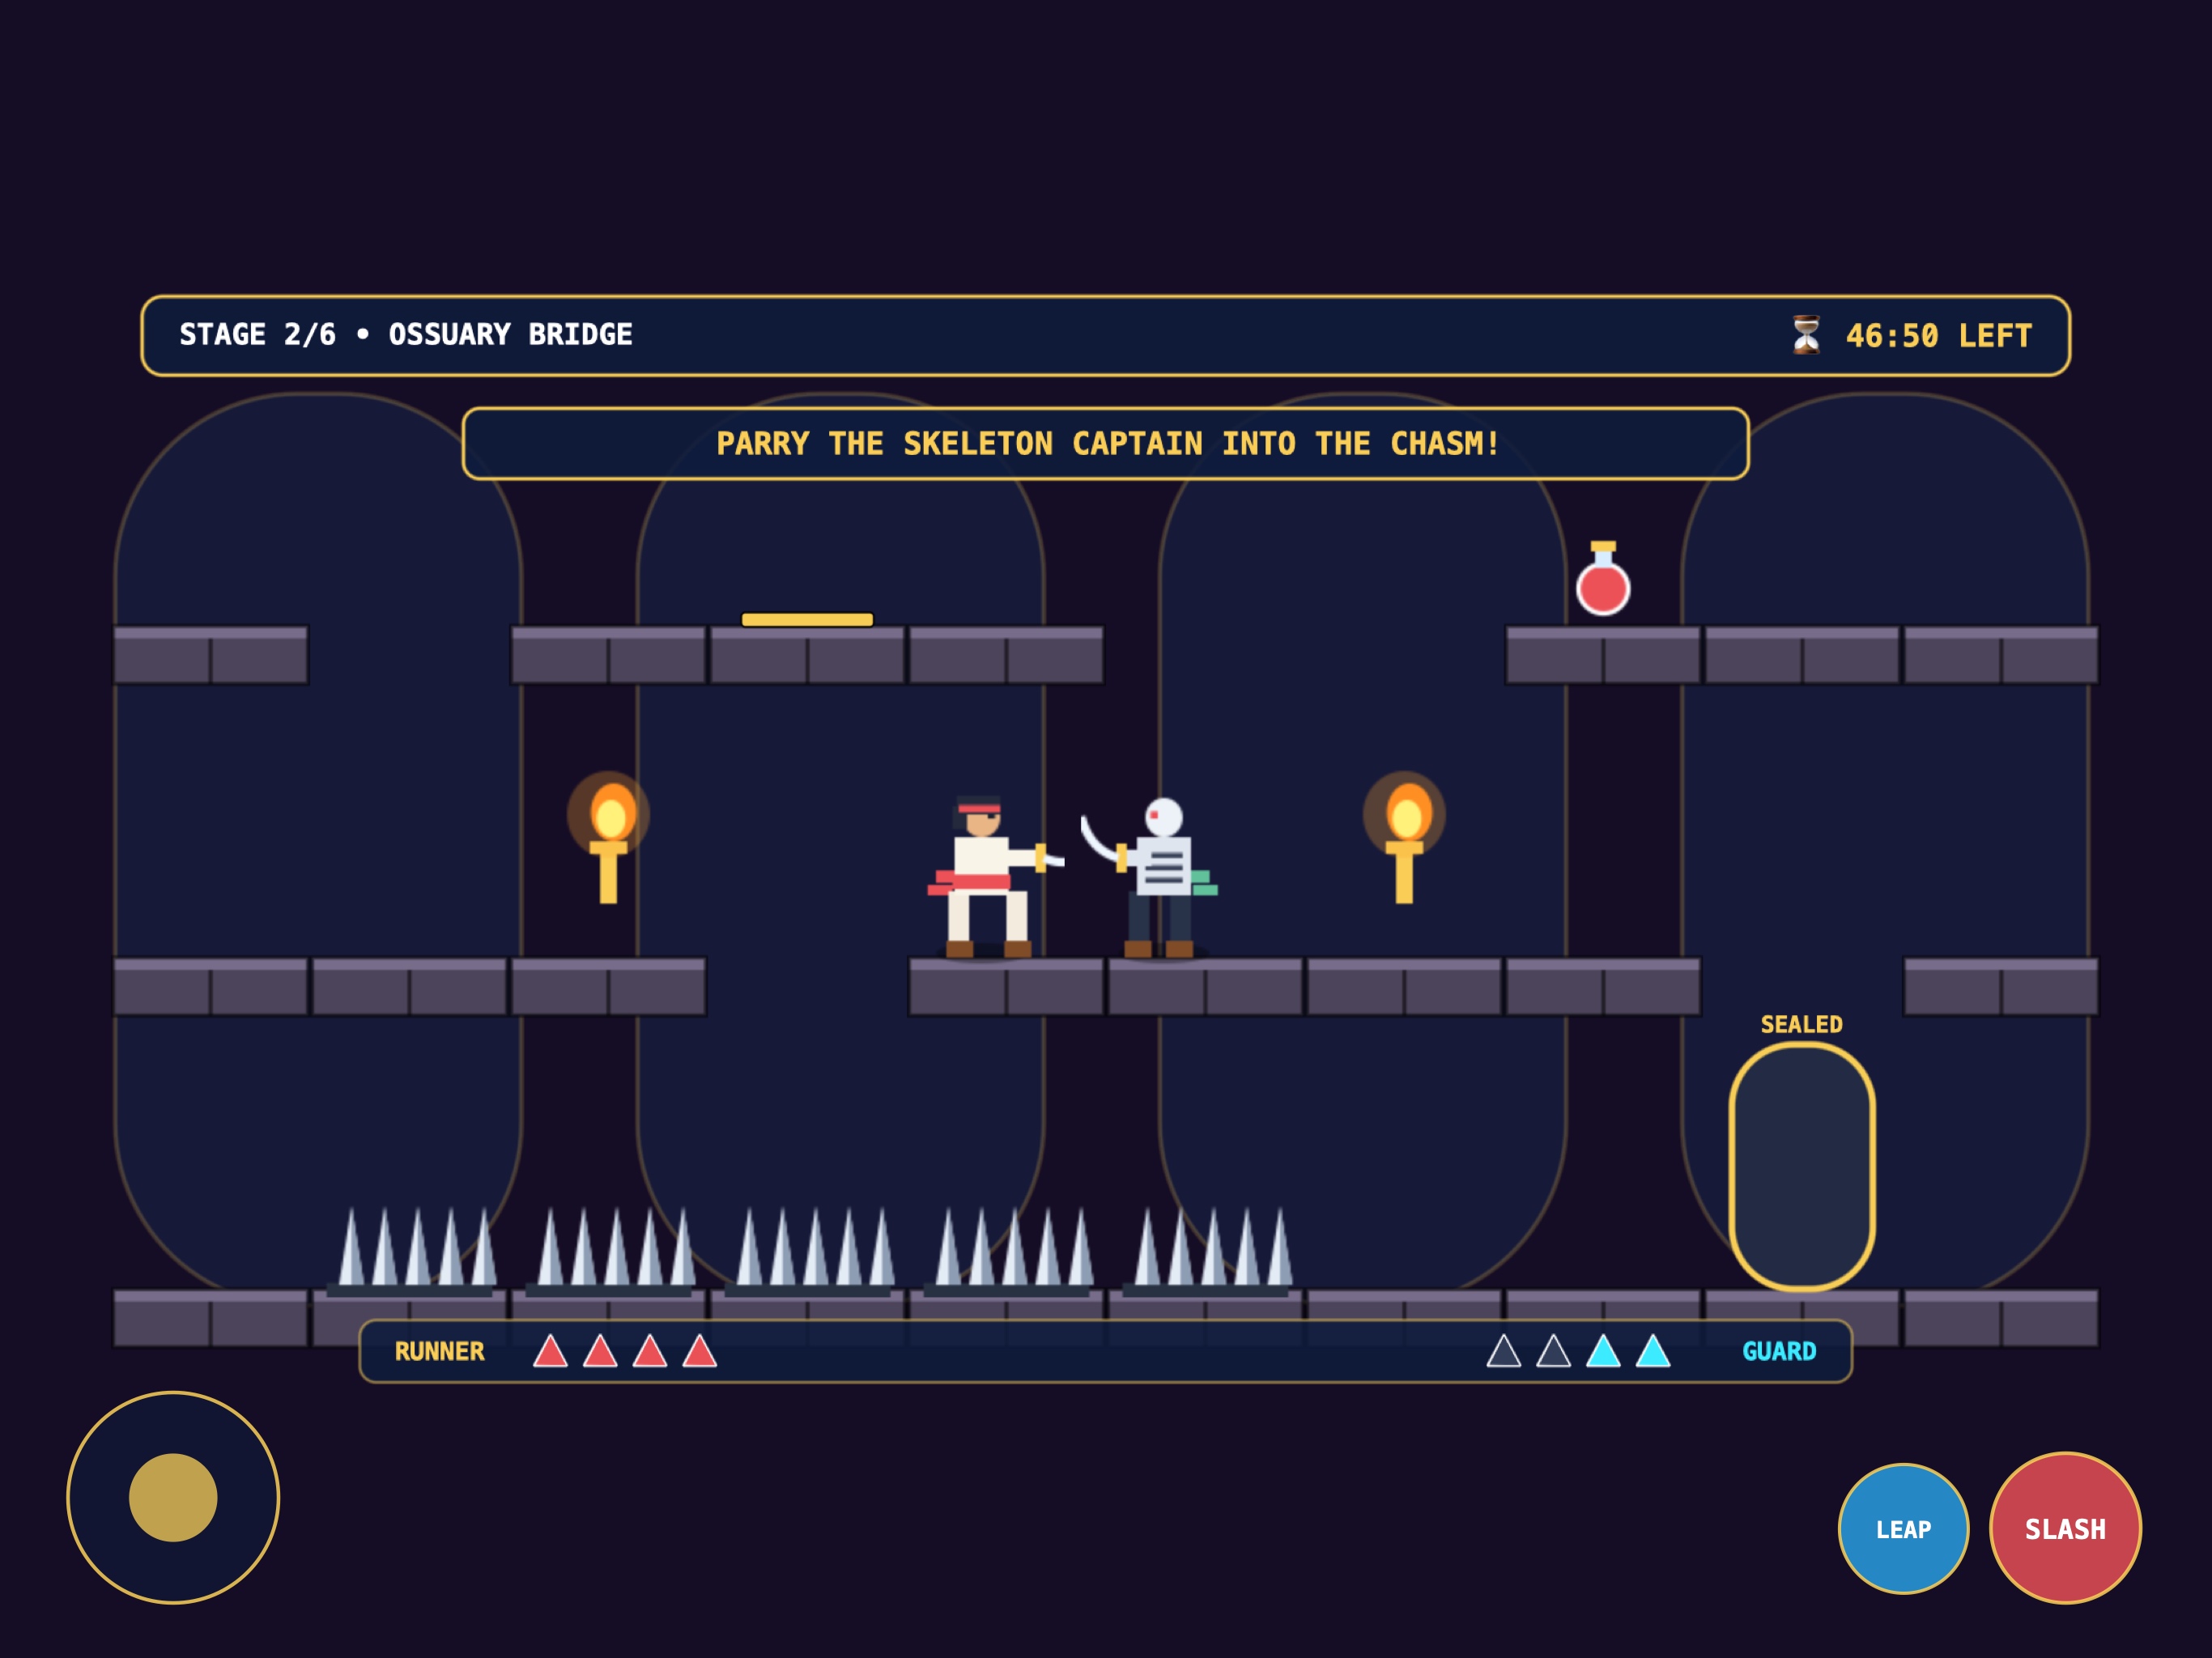 STAGE 2/6 • OSSUARY BRIDGE
⏳ 46:50 LEFT
PARRY THE SKELETON CAPTAIN INTO THE CHASM!
SEALED
RUNNER
GUARD
LEAP
SLASH